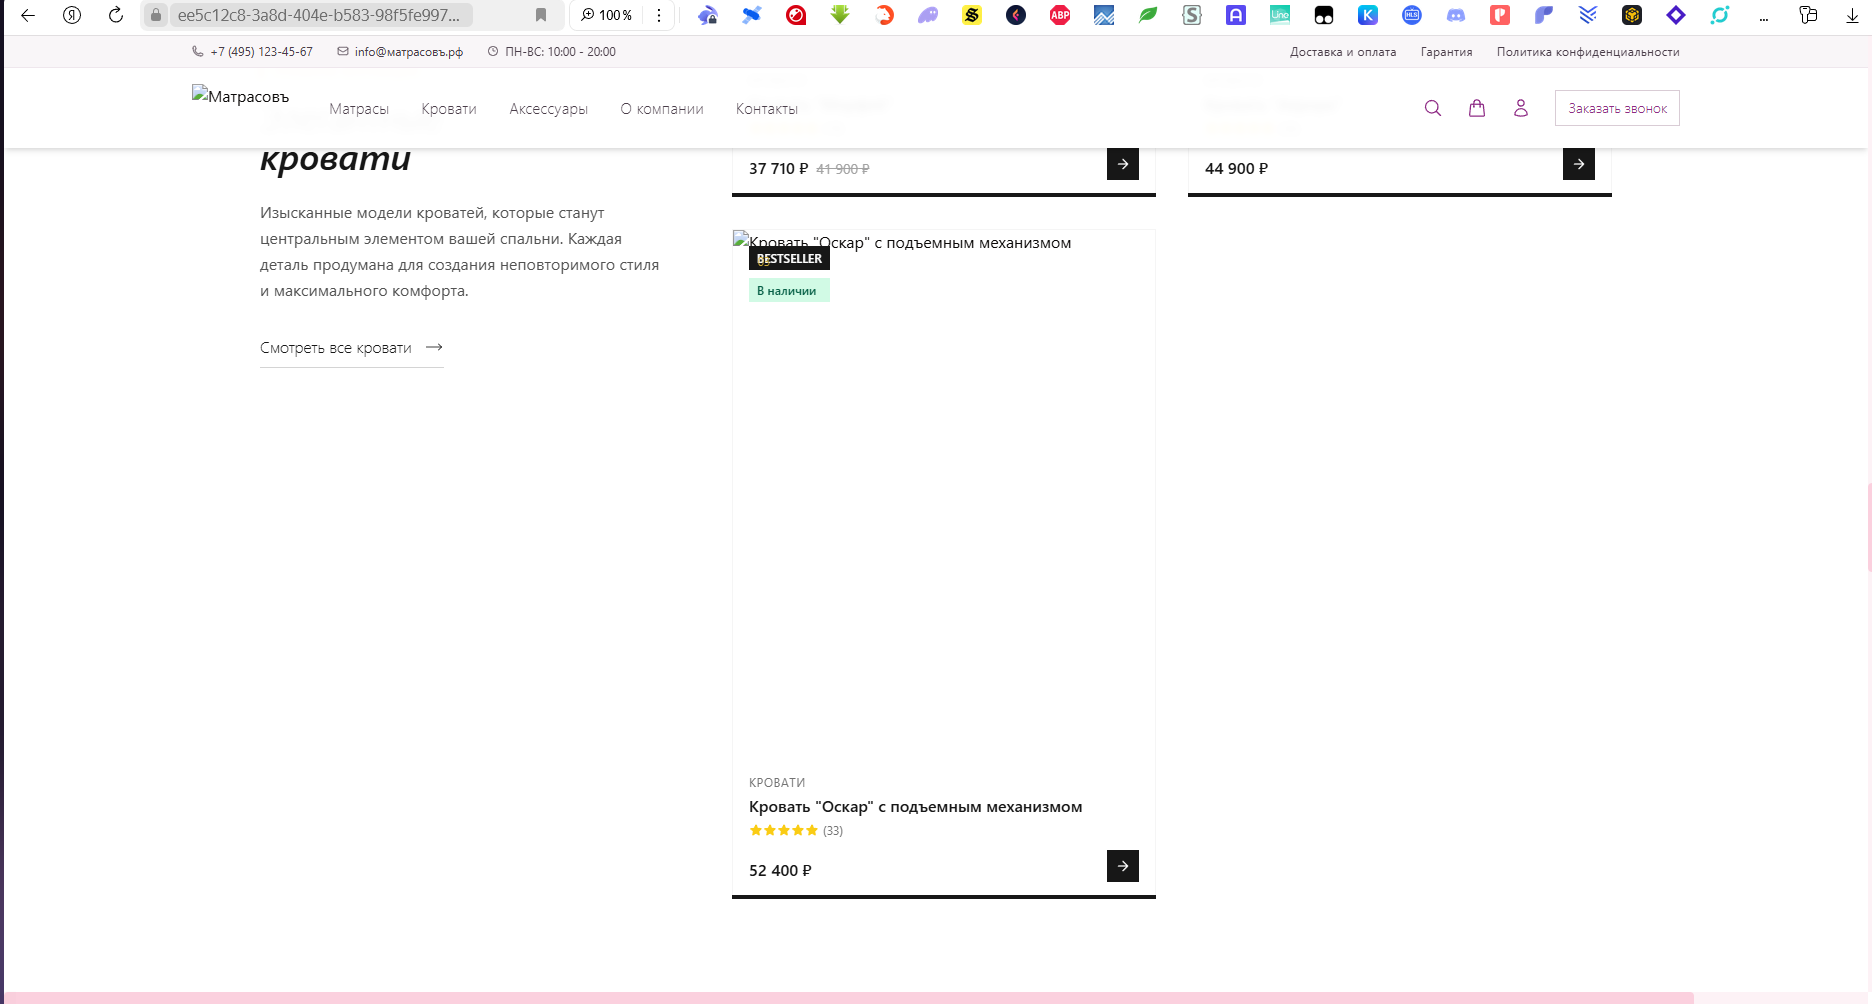 ee5c12c8-3a8d-404e-b583-98f5fe997...
100 %
+7 (495) 123-45-67
info@матрасовъ.рф
ПН-ВС: 10:00 - 20:00
Доставка и оплата
Гарантия
Политика конфиденциальности
Матрасовъ
Матрасы
Кровати
Аксессуары
О компании
Контакты
Заказать звонок
кровати
Изысканные модели кроватей, которые станут
центральным элементом вашей спальни. Каждая
деталь продумана для создания неповторимого стиля
и максимального комфорта.
Смотреть все кровати
37 710 ₽ 41 900 ₽
44 900 ₽
Кровать "Оскар" с подъемным механизмом
BESTSELLER
03
В наличии
КРОВАТИ
Кровать "Оскар" с подъемным механизмом
(33)
52 400 ₽